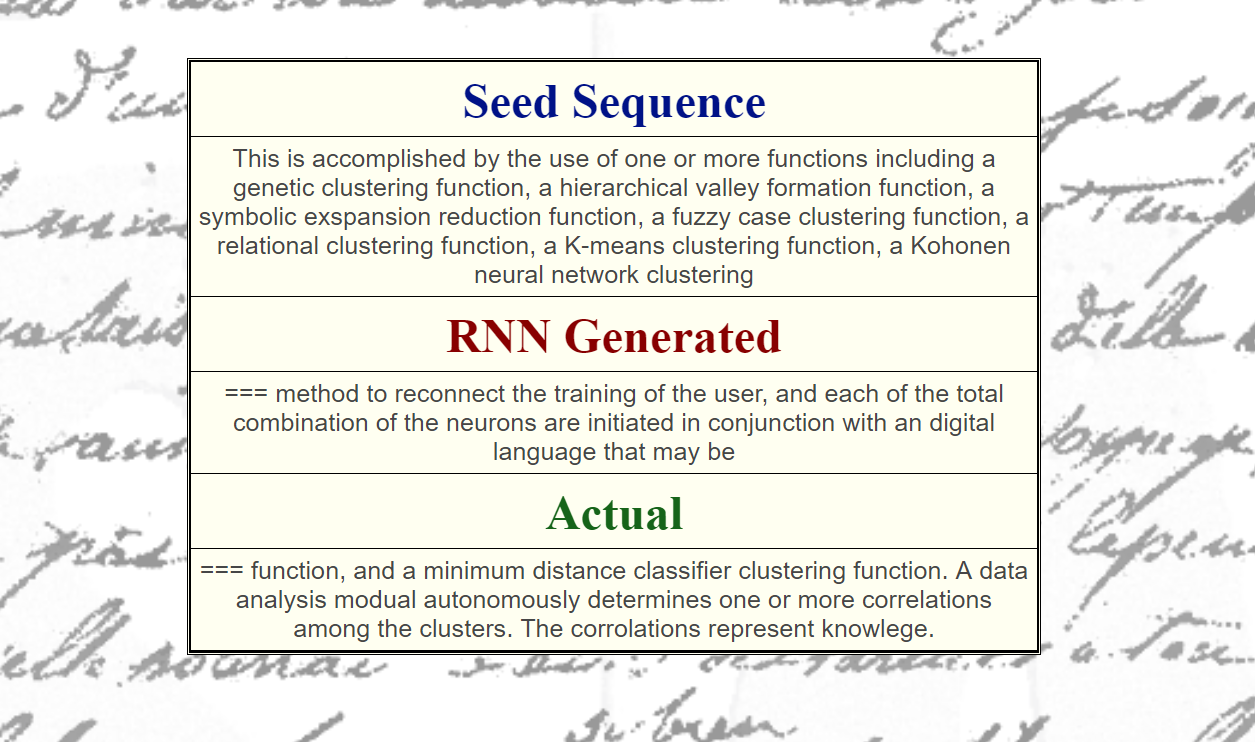 Seed Sequence
This is accomplished by the use of one or more functions including a
genetic clustering function, a hierarchical valley formation function, a
symbolic exspansion reduction function, a fuzzy case clustering function, a
relational clustering function, a K-means clustering function, a Kohonen
neural network clustering
RNN Generated
=== method to reconnect the training of the user, and each of the total
combination of the neurons are initiated in conjunction with an digital
language that may be
Actual
=== function, and a minimum distance classifier clustering function. A data
analysis modual autonomously determines one or more correlations
among the clusters. The corrolations represent knowlege.